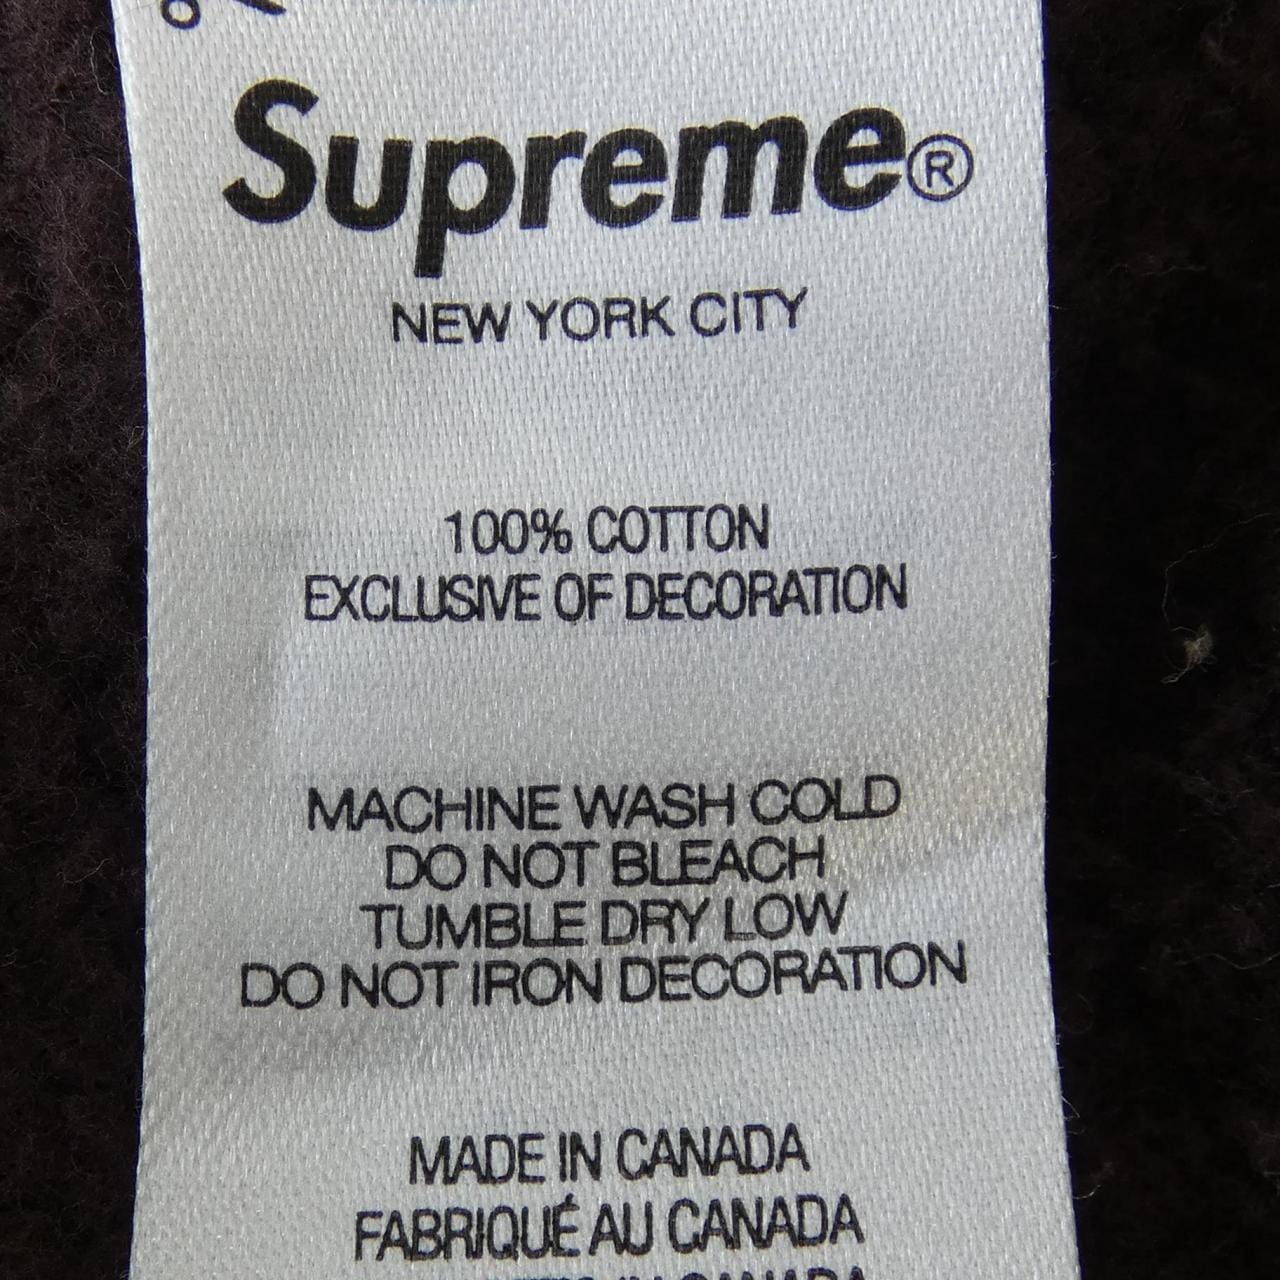 Supreme®
NEW YORK CITY
100% COTTON
EXCLUSIVE OF DECORATION
MACHINE WASH COLD
DO NOT BLEACH
TUMBLE DRY LOW
DO NOT IRON DECORATION
MADE IN CANADA
FABRIQUÉ AU CANADA